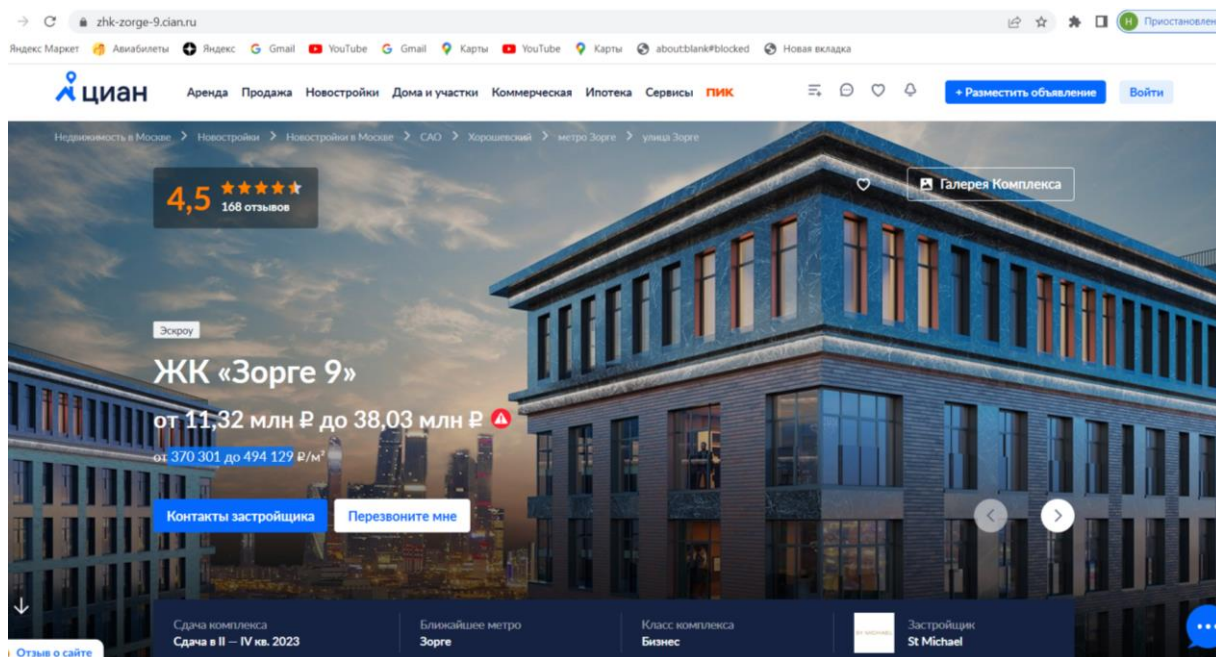 zhk-zorge-9.cian.ru
Н Приостановлен
Яндекс Маркет Авиабилеты Яндекс Gmail YouTube Gmail Карты YouTube Карты about:blank#blocked Новая вкладка
циан Аренда Продажа Новостройки Дома и участки Коммерческая Ипотека Сервисы ПИК + Разместить объявление Войти
Недвижимость в Москве > Новостройки > Новостройки в Москве > САО > Хорошевский > метро Зорге > улица Зорге
4,5
168 отзывов
Галерея Комплекса
Эскроу
ЖК «Зорге 9»
от 11,32 млн ₽ до 38,03 млн ₽
от 370 301 до 494 129 ₽/м²
Контакты застройщика Перезвоните мне
Сдача комплекса Ближайшее метро Класс комплекса Застройщик
Сдача в II — IV кв. 2023 Зорге Бизнес St Michael
Отзыв о сайте